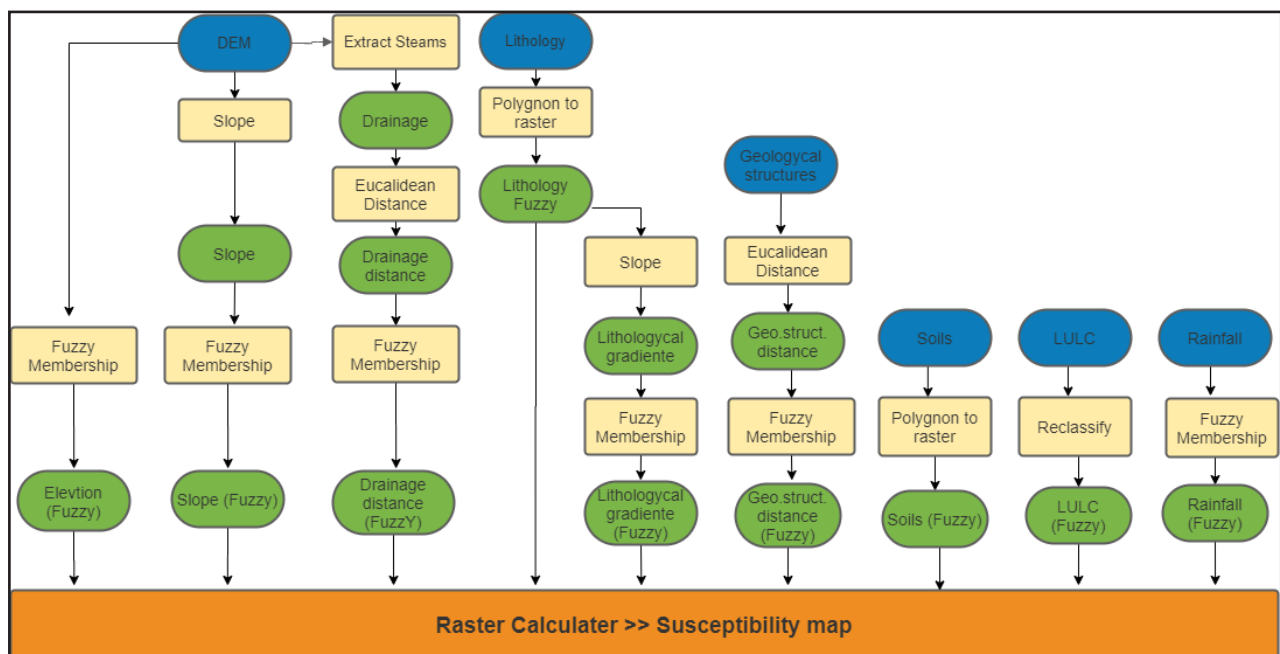 DEM
Extract Steams
Lithology
Slope
Drainage
Polygnon to
raster
Geologycal
structures
Eucalidean
Distance
Lithology
Fuzzy
Slope
Drainage
distance
Slope
Eucalidean
Distance
Fuzzy
Membership
Fuzzy
Membership
Fuzzy
Membership
Lithologycal
gradiente
Geo.struct.
distance
Soils
LULC
Rainfall
Fuzzy
Membership
Fuzzy
Membership
Polygnon to
raster
Reclassify
Fuzzy
Membership
Elevtion
(Fuzzy)
Slope (Fuzzy)
Drainage
distance
(FuzzY)
Lithologycal
gradiente
(Fuzzy)
Geo.struct.
distance
(Fuzzy)
Soils (Fuzzy)
LULC
(Fuzzy)
Rainfall
(Fuzzy)
Raster Calculater >> Susceptibility map